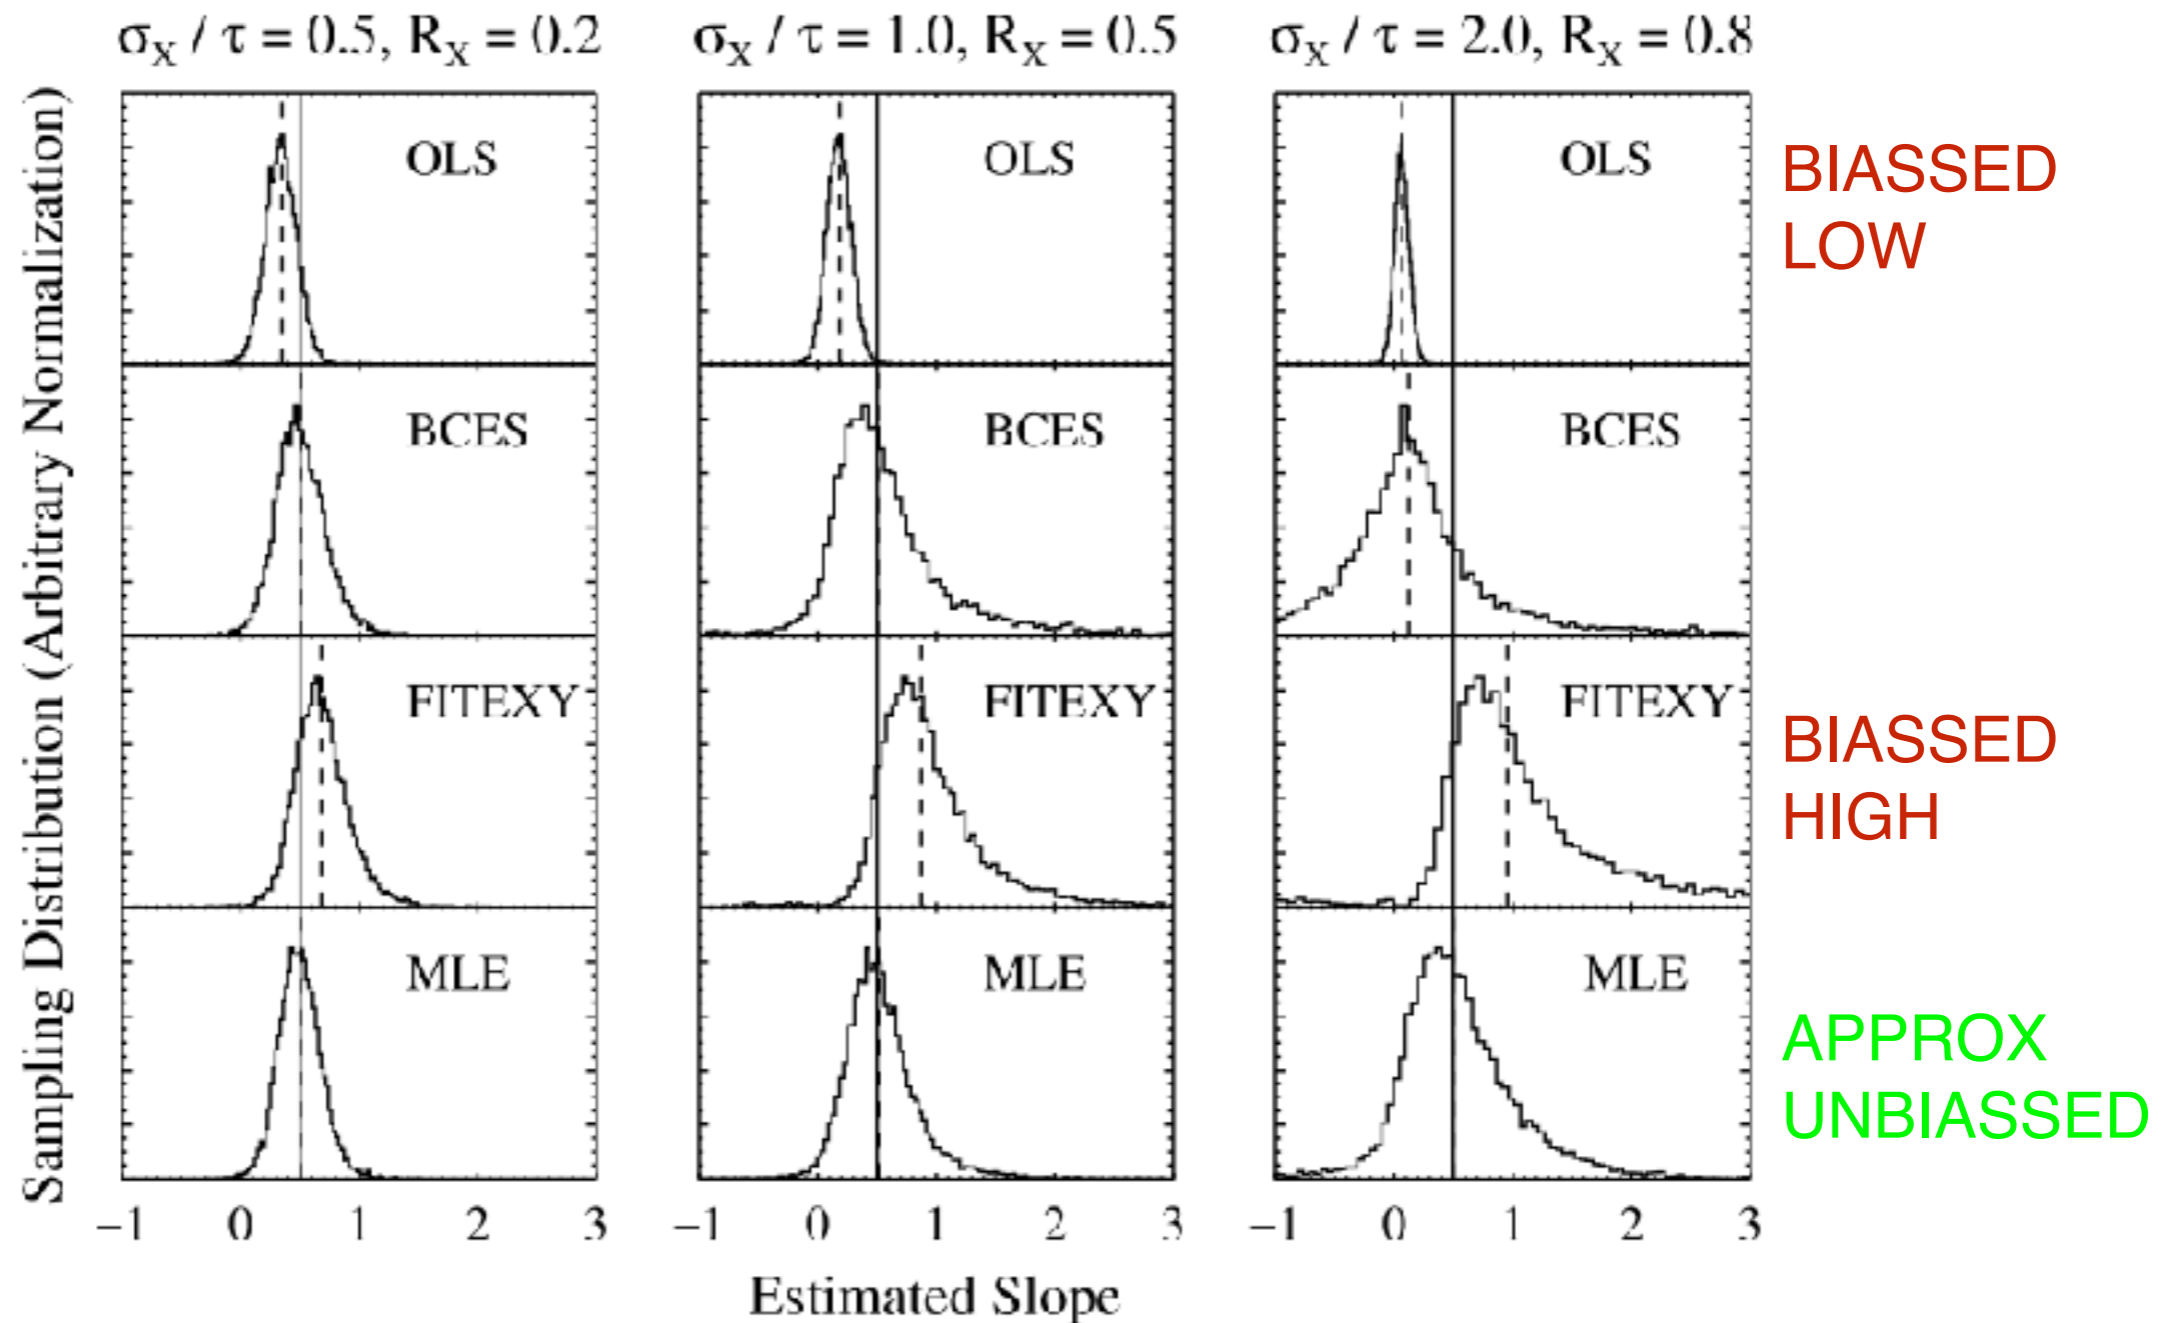 σX / τ = 0.5, RX = 0.2
σX / τ = 1.0, RX = 0.5
σX / τ = 2.0, RX = 0.8
Sampling Distribution (Arbitrary Normalization)
OLS
OLS
OLS
BIASSED
LOW
BCES
BCES
BCES
FITEXY
FITEXY
FITEXY
BIASSED
HIGH
MLE
MLE
MLE
APPROX
UNBIASSED
−1 0 1 2 3
−1 0 1 2 3
−1 0 1 2 3
Estimated Slope